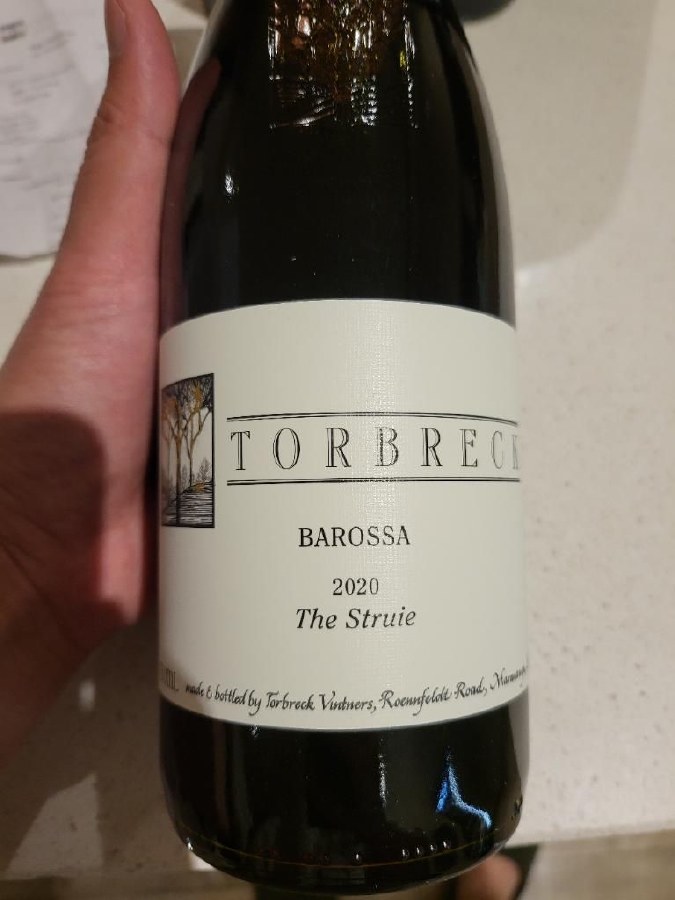 TORBRECK
BAROSSA
2020
The Struie
made & bottled by Torbreck Vintners, Roennfeldt Road,